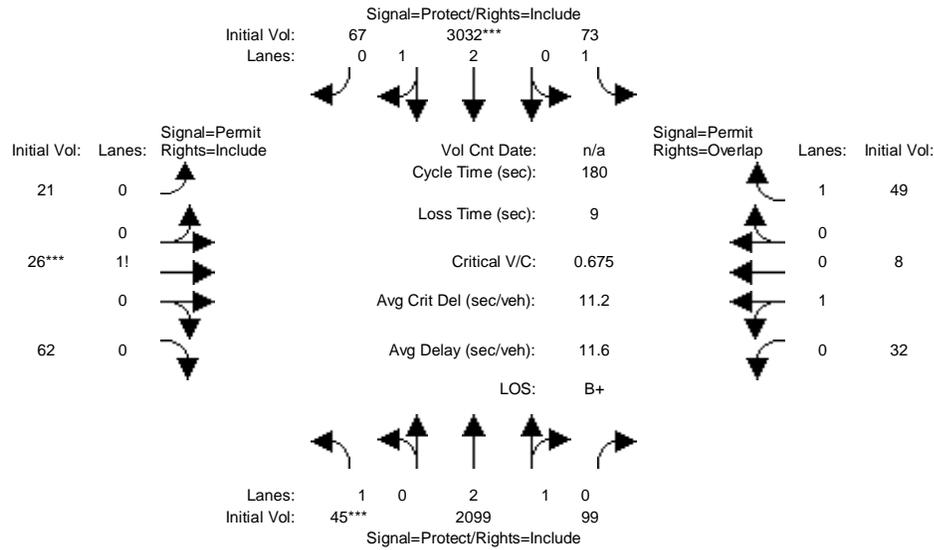 Signal=Protect/Rights=Include
Initial Vol: 67 3032*** 73
Lanes: 0 1 2 0 1
Signal=Permit Signal=Permit
Initial Vol: Lanes: Rights=Include Vol Cnt Date: n/a Rights=Overlap Lanes: Initial Vol:
Cycle Time (sec): 180
21 0 1 49
Loss Time (sec): 9
0 0
26*** 1! Critical V/C: 0.675 0 8
0 Avg Crit Del (sec/veh): 11.2 1
62 0 Avg Delay (sec/veh): 11.6 0 32
LOS: B+
Lanes: 1 0 2 1 0
Initial Vol: 45*** 2099 99
Signal=Protect/Rights=Include